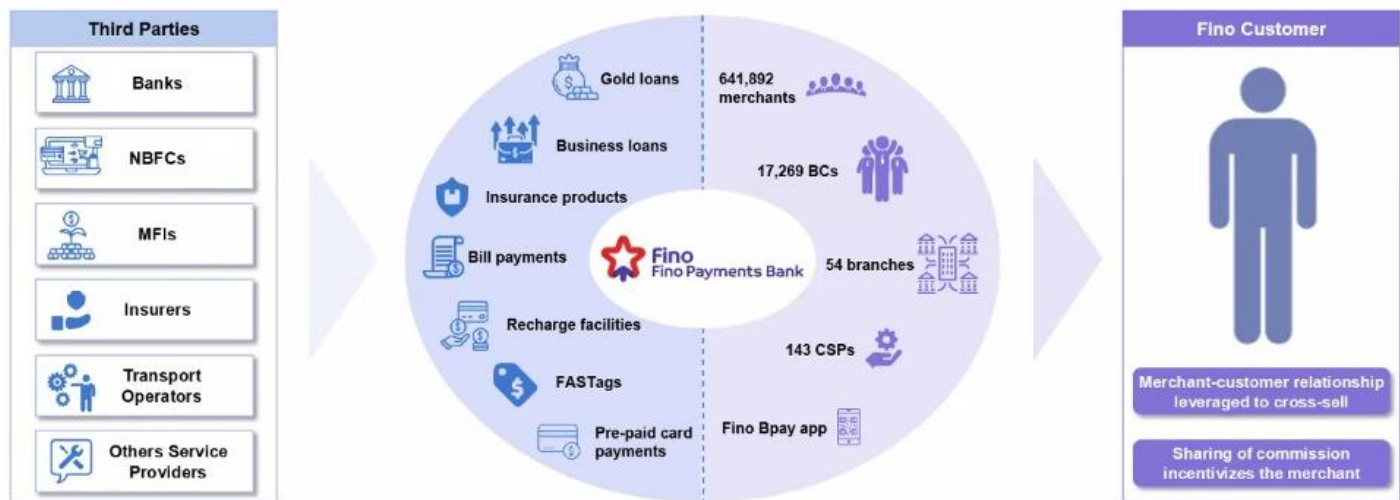 Third Parties
Banks
NBFCs
MFIs
Insurers
Transport
Operators
Others Service
Providers
Gold loans
Business loans
Insurance products
Bill payments
Recharge facilities
FASTags
Pre-paid card
payments
Fino
Fino Payments Bank
641,892
merchants
17,269 BCs
54 branches
143 CSPs
Fino Bpay app
Fino Customer
Merchant-customer relationship
leveraged to cross-sell
Sharing of commission
incentivizes the merchant